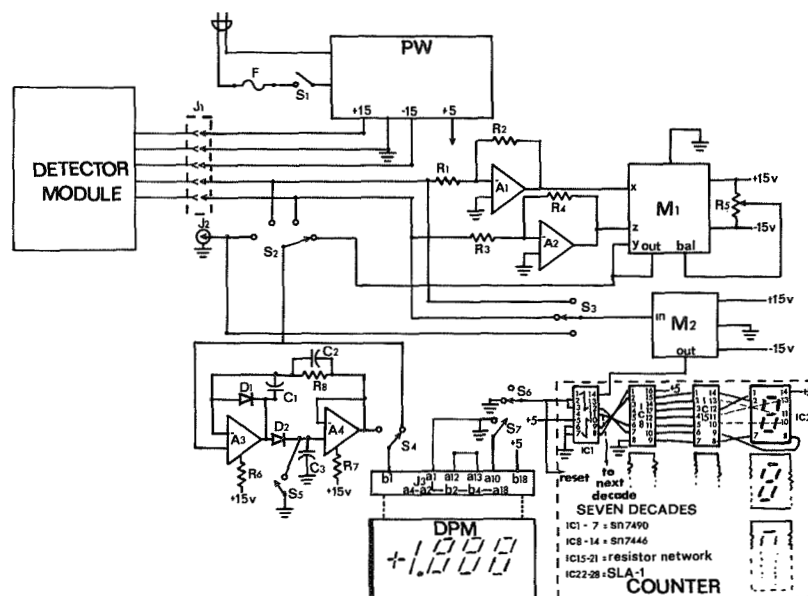 PW
F
S1
+15 -15 +5
J1
DETECTOR
MODULE
J2
R1
R2
A1
R3
R4
A2
x
z
y out bal
M1
+15v
R5
-15v
S2
S3
in M2
out
+15v
-15v
C2
R8
D1
C1
A3
D2
A4
C3
R6
+15v
S5
R7
+15v
S4
S6
S7
+5
+5
b1 a1 a12 a13 a10 b18
J3
a4-a2-b2-b4-a18
DPM
+1.888
IC1
reset
to
next
decade
+5
SEVEN DECADES
IC1 - 7 = SN7490
IC8 - 14 = SN7446
IC15-21 = resistor network
IC22-28 = SLA-1
COUNTER